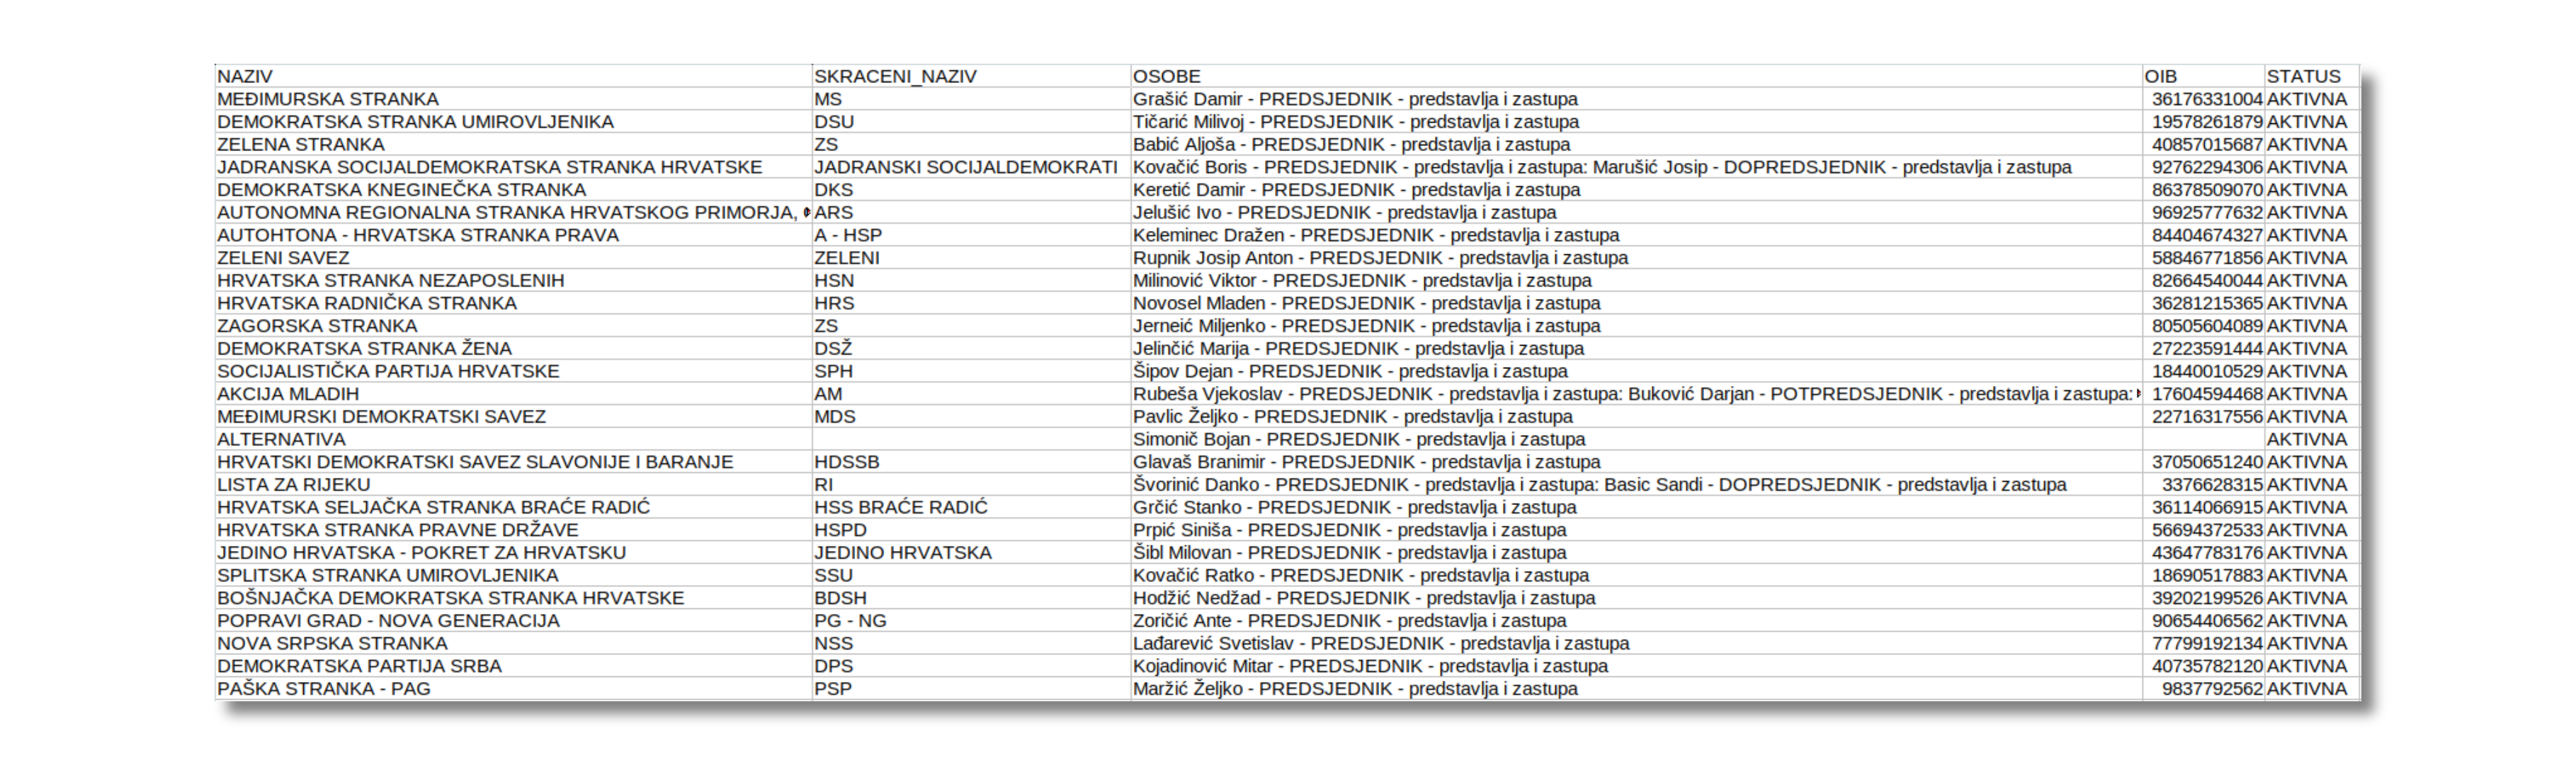 NAZIV SKRACENI_NAZIV OSOBE OIB STATUS
MEĐIMURSKA STRANKA MS Grašić Damir - PREDSJEDNIK - predstavlja i zastupa 36176331004 AKTIVNA
DEMOKRATSKA STRANKA UMIROVLJENIKA DSU Tičarić Milivoj - PREDSJEDNIK - predstavlja i zastupa 19578261879 AKTIVNA
ZELENA STRANKA ZS Babić Aljoša - PREDSJEDNIK - predstavlja i zastupa 40857015687 AKTIVNA
JADRANSKA SOCIJALDEMOKRATSKA STRANKA HRVATSKE JADRANSKI SOCIJALDEMOKRATI Kovačić Boris - PREDSJEDNIK - predstavlja i zastupa: Marušić Josip - DOPREDSJEDNIK - predstavlja i zastupa 92762294306 AKTIVNA
DEMOKRATSKA KNEGINEČKA STRANKA DKS Keretić Damir - PREDSJEDNIK - predstavlja i zastupa 86378509070 AKTIVNA
AUTONOMNA REGIONALNA STRANKA HRVATSKOG PRIMORJA, ARS Jelušić Ivo - PREDSJEDNIK - predstavlja i zastupa 96925777632 AKTIVNA
AUTOHTONA - HRVATSKA STRANKA PRAVA A - HSP Keleminec Dražen - PREDSJEDNIK - predstavlja i zastupa 84404674327 AKTIVNA
ZELENI SAVEZ ZELENI Rupnik Josip Anton - PREDSJEDNIK - predstavlja i zastupa 58846771856 AKTIVNA
HRVATSKA STRANKA NEZAPOSLENIH HSN Milinović Viktor - PREDSJEDNIK - predstavlja i zastupa 82664540044 AKTIVNA
HRVATSKA RADNIČKA STRANKA HRS Novosel Mladen - PREDSJEDNIK - predstavlja i zastupa 36281215365 AKTIVNA
ZAGORSKA STRANKA ZS Jerneić Miljenko - PREDSJEDNIK - predstavlja i zastupa 80505604089 AKTIVNA
DEMOKRATSKA STRANKA ŽENA DSŽ Jelinčić Marija - PREDSJEDNIK - predstavlja i zastupa 27223591444 AKTIVNA
SOCIJALISTIČKA PARTIJA HRVATSKE SPH Šipov Dejan - PREDSJEDNIK - predstavlja i zastupa 18440010529 AKTIVNA
AKCIJA MLADIH AM Rubeša Vjekoslav - PREDSJEDNIK - predstavlja i zastupa: Buković Darjan - POTPREDSJEDNIK - predstavlja i zastupa: 17604594468 AKTIVNA
MEĐIMURSKI DEMOKRATSKI SAVEZ MDS Pavlic Željko - PREDSJEDNIK - predstavlja i zastupa 22716317556 AKTIVNA
ALTERNATIVA Simonič Bojan - PREDSJEDNIK - predstavlja i zastupa AKTIVNA
HRVATSKI DEMOKRATSKI SAVEZ SLAVONIJE I BARANJE HDSSB Glavaš Branimir - PREDSJEDNIK - predstavlja i zastupa 37050651240 AKTIVNA
LISTA ZA RIJEKU RI Švorinić Danko - PREDSJEDNIK - predstavlja i zastupa: Basic Sandi - DOPREDSJEDNIK - predstavlja i zastupa 3376628315 AKTIVNA
HRVATSKA SELJAČKA STRANKA BRAĆE RADIĆ HSS BRAĆE RADIĆ Grčić Stanko - PREDSJEDNIK - predstavlja i zastupa 36114066915 AKTIVNA
HRVATSKA STRANKA PRAVNE DRŽAVE HSPD Prpić Siniša - PREDSJEDNIK - predstavlja i zastupa 56694372533 AKTIVNA
JEDINO HRVATSKA - POKRET ZA HRVATSKU JEDINO HRVATSKA Šibl Milovan - PREDSJEDNIK - predstavlja i zastupa 43647783176 AKTIVNA
SPLITSKA STRANKA UMIROVLJENIKA SSU Kovačić Ratko - PREDSJEDNIK - predstavlja i zastupa 18690517883 AKTIVNA
BOŠNJAČKA DEMOKRATSKA STRANKA HRVATSKE BDSH Hodžić Nedžad - PREDSJEDNIK - predstavlja i zastupa 39202199526 AKTIVNA
POPRAVI GRAD - NOVA GENERACIJA PG - NG Zoričić Ante - PREDSJEDNIK - predstavlja i zastupa 90654406562 AKTIVNA
NOVA SRPSKA STRANKA NSS Lađarević Svetislav - PREDSJEDNIK - predstavlja i zastupa 77799192134 AKTIVNA
DEMOKRATSKA PARTIJA SRBA DPS Kojadinović Mitar - PREDSJEDNIK - predstavlja i zastupa 40735782120 AKTIVNA
PAŠKA STRANKA - PAG PSP Maržić Željko - PREDSJEDNIK - predstavlja i zastupa 9837792562 AKTIVNA